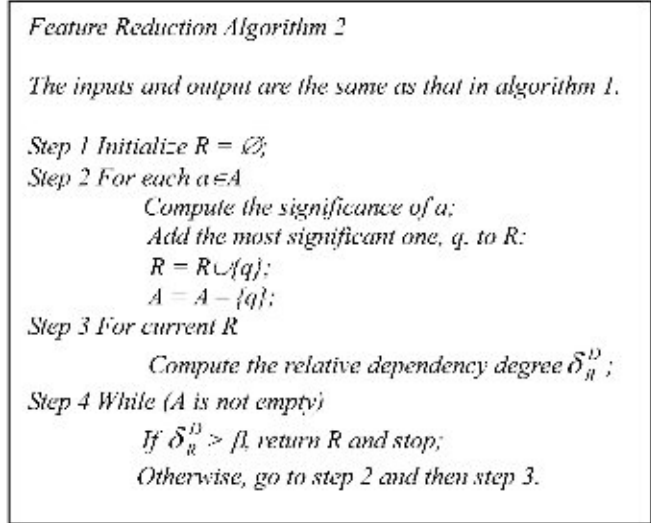 Feature Reduction Algorithm 2
The inputs and output are the same as that in algorithm 1.
Step 1 Initialize R = ∅;
Step 2 For each a∈A
Compute the significance of a;
Add the most significant one, q, to R:
R = R∪{q};
A = A – {q};
Step 3 For current R
Compute the relative dependency degree δ_R^D ;
Step 4 While (A is not empty)
If δ_R^D > β, return R and stop;
Otherwise, go to step 2 and then step 3.